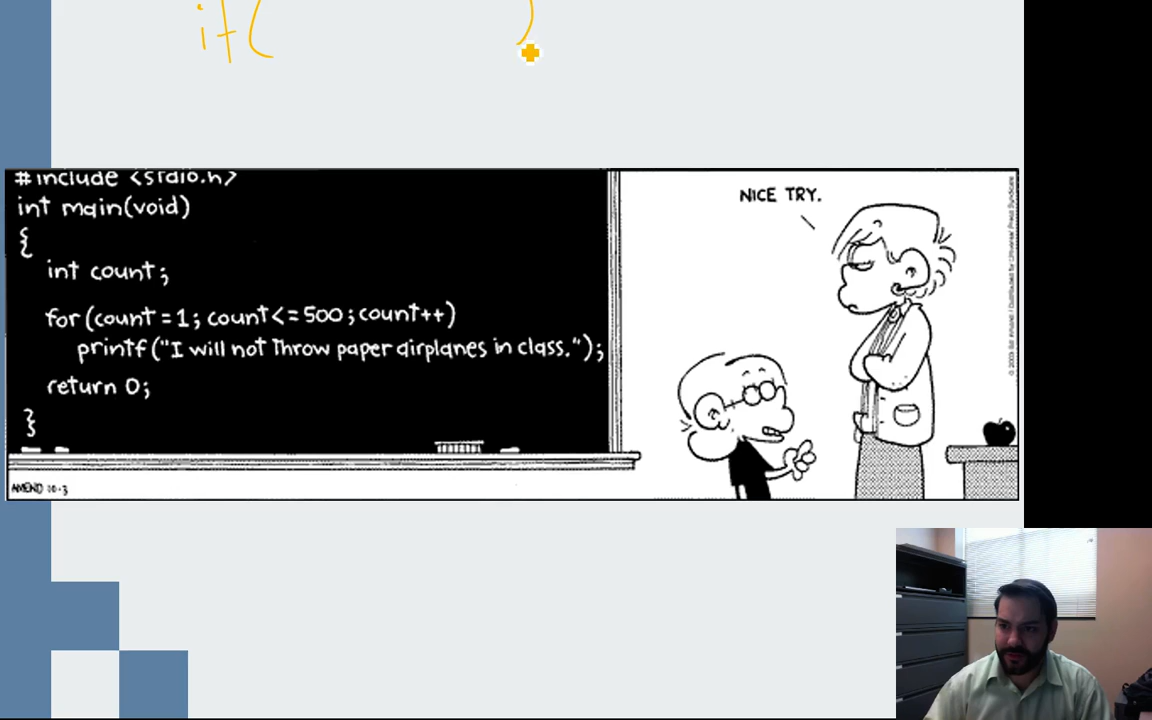 if( )
#include <stdio.h>
int main(void)
{
int count;
for (count = 1; count <= 500; count++)
printf ("I will not Throw paper airplanes in class.");
return 0;
}
AMEND 10-3
NICE TRY.